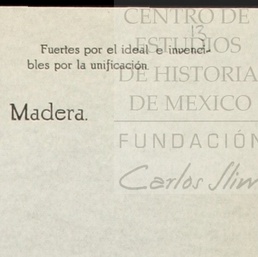 CENTRO DE
ESTUDIOS
DE HISTORIA
DE MEXICO
FUNDACIÓN
Carlos Slim
13
Fuertes por el ideal e invenci-
bles por la unificación.
Madera.